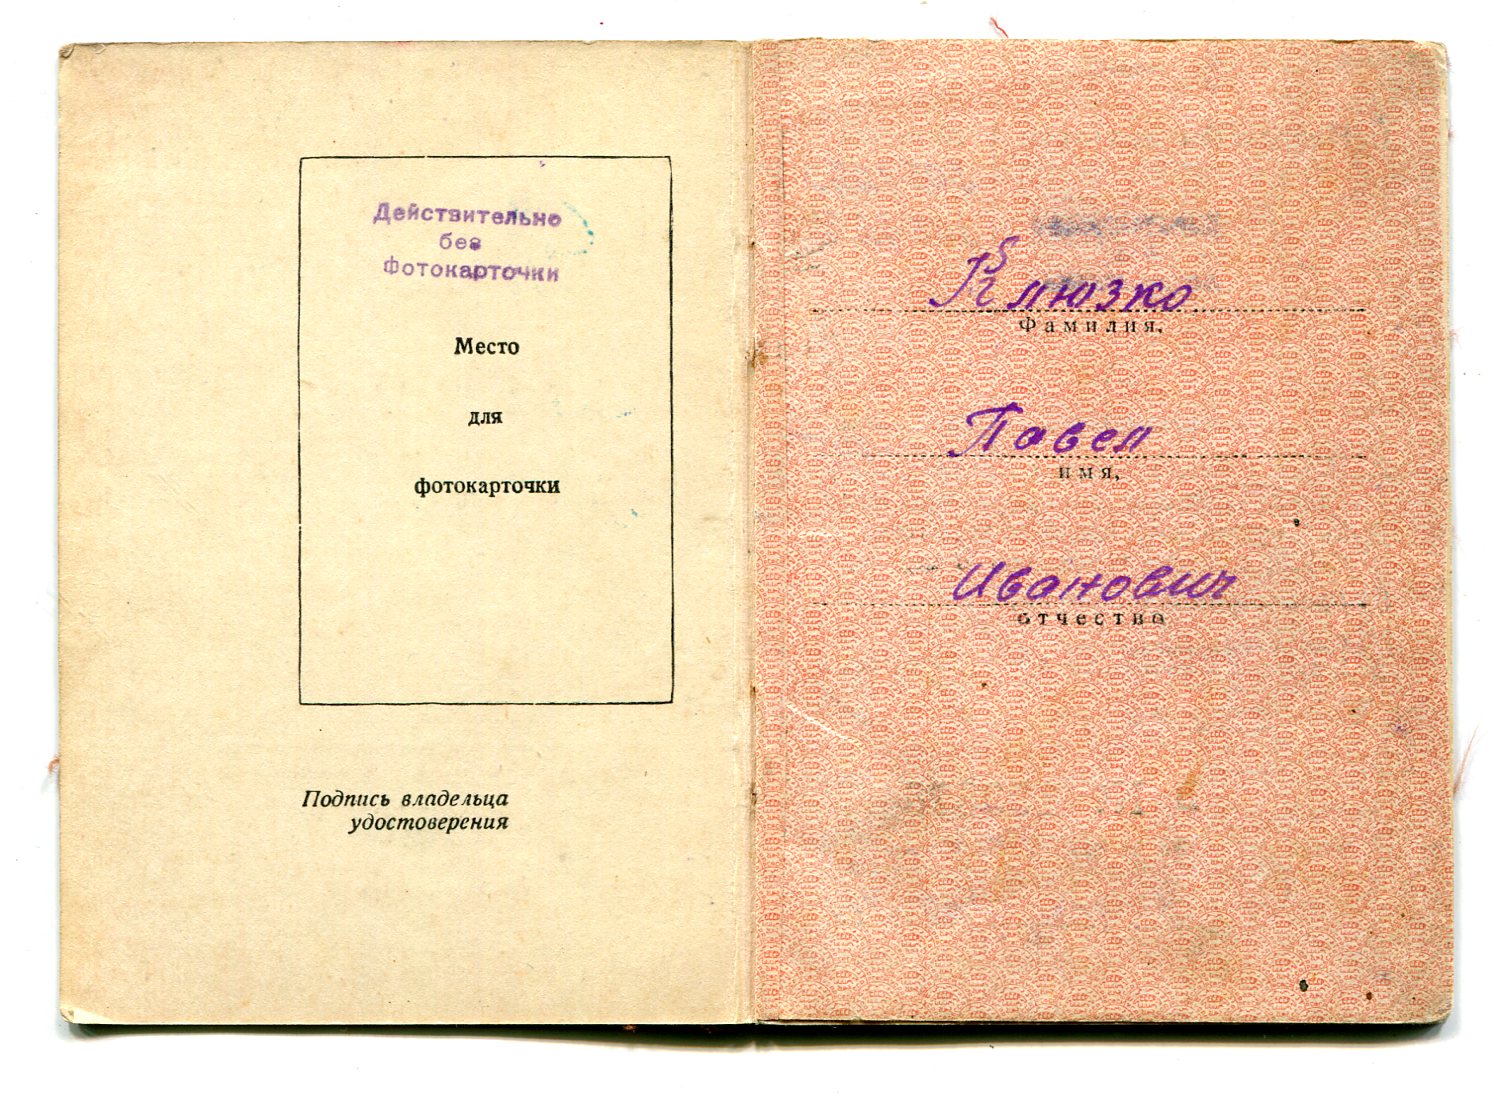 Действительно
без
Фотокарточки
Место
для
фотокарточки
Подпись владельца
удостоверения
Клюзко
Фамилия,
Павел
имя,
Иванович
отчество